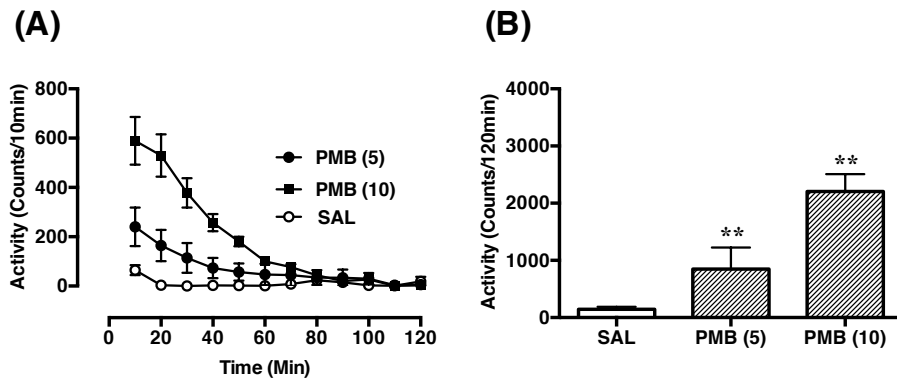 (A)
Activity (Counts/10min)
800
600
400
200
0
PMB (5)
PMB (10)
SAL
0 20 40 60 80 100 120
Time (Min)
(B)
Activity (Counts/120min)
4000
3000
2000
1000
0
**
**
SAL PMB (5) PMB (10)